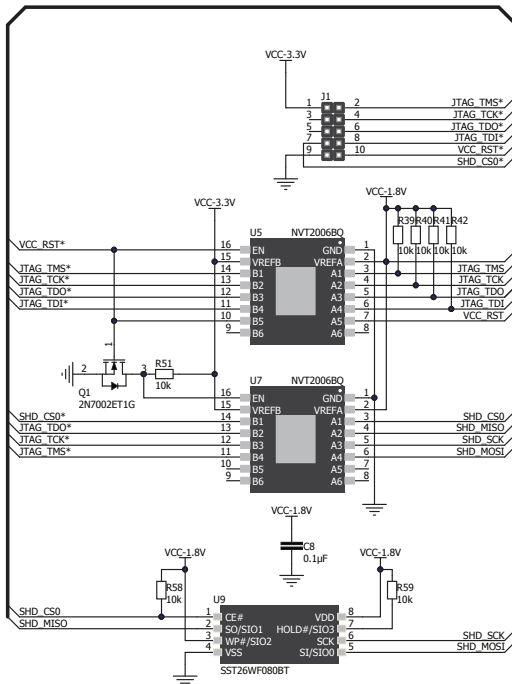 VCC-3.3V
J1
1 2 JTAG_TMS*
3 4 JTAG_TCK*
5 6 JTAG_TDO*
7 8 JTAG_TDI*
9 10 VCC_RST*
SHD_CS0*
VCC-1.8V
VCC-3.3V
R39 R40 R41 R42
10k 10k 10k 10k
U5 NVT2006BQ
VCC_RST* 16 EN GND 1
15 VREFB VREFA 2
JTAG_TMS* 14 B1 A1 3 JTAG_TMS
JTAG_TCK* 13 B2 A2 4 JTAG_TCK
JTAG_TDO* 12 B3 A3 5 JTAG_TDO
JTAG_TDI* 11 B4 A4 6 JTAG_TDI
10 B5 A5 7 VCC_RST
9 B6 A6 8
1
2 3 R51
10k
Q1
2N7002ET1G
U7 NVT2006BQ
16 EN GND 1
15 VREFB VREFA 2
SHD_CS0* 14 B1 A1 3 SHD_CS0
JTAG_TDO* 13 B2 A2 4 SHD_MISO
JTAG_TCK* 12 B3 A3 5 SHD_SCK
JTAG_TMS* 11 B4 A4 6 SHD_MOSI
10 B5 A5 7
9 B6 A6 8
VCC-1.8V
C8
0.1µF
VCC-1.8V VCC-1.8V
R58 R59
10k 10k
U9
SHD_CS0 1 CE# VDD 8
SHD_MISO 2 SO/SIO1 HOLD#/SIO3 7
3 WP#/SIO2 SCK 6 SHD_SCK
4 VSS SI/SIO0 5 SHD_MOSI
SST26WF080BT